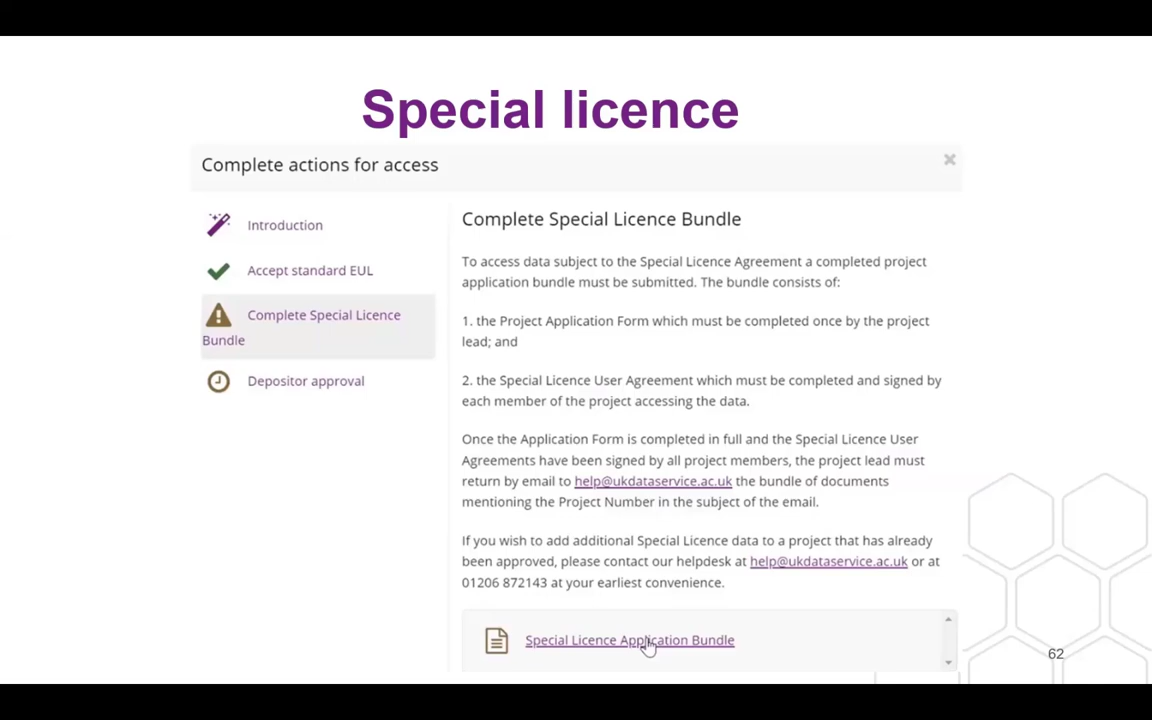 Special licence
Complete actions for access
Introduction
Accept standard EUL
Complete Special Licence
Bundle
Depositor approval
Complete Special Licence Bundle
To access data subject to the Special Licence Agreement a completed project
application bundle must be submitted. The bundle consists of:
1. the Project Application Form which must be completed once by the project
lead; and
2. the Special Licence User Agreement which must be completed and signed by
each member of the project accessing the data.
Once the Application Form is completed in full and the Special Licence User
Agreements have been signed by all project members, the project lead must
return by email to help@ukdataservice.ac.uk the bundle of documents
mentioning the Project Number in the subject of the email.
If you wish to add additional Special Licence data to a project that has already
been approved, please contact our helpdesk at help@ukdataservice.ac.uk or at
01206 872143 at your earliest convenience.
Special Licence Application Bundle
62